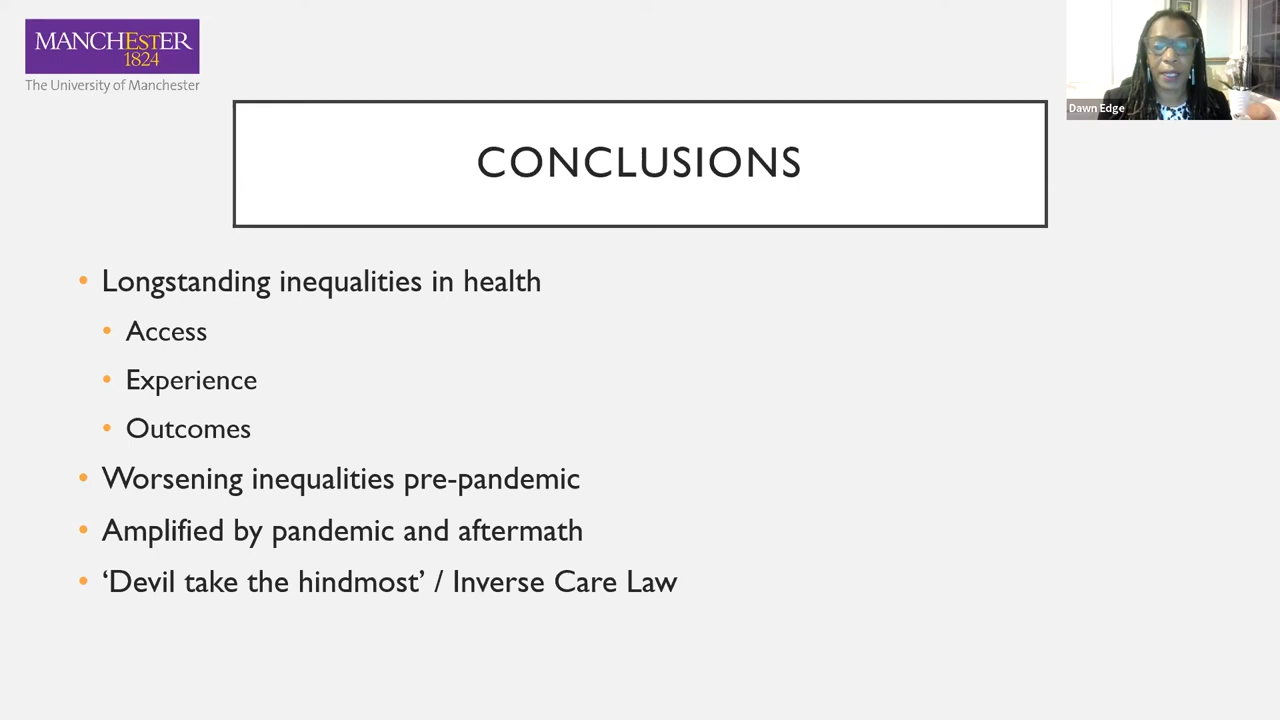 MANCHESTER
1824
The University of Manchester
Dawn Edge
CONCLUSIONS
• Longstanding inequalities in health
• Access
• Experience
• Outcomes
• Worsening inequalities pre-pandemic
• Amplified by pandemic and aftermath
• ‘Devil take the hindmost’ / Inverse Care Law